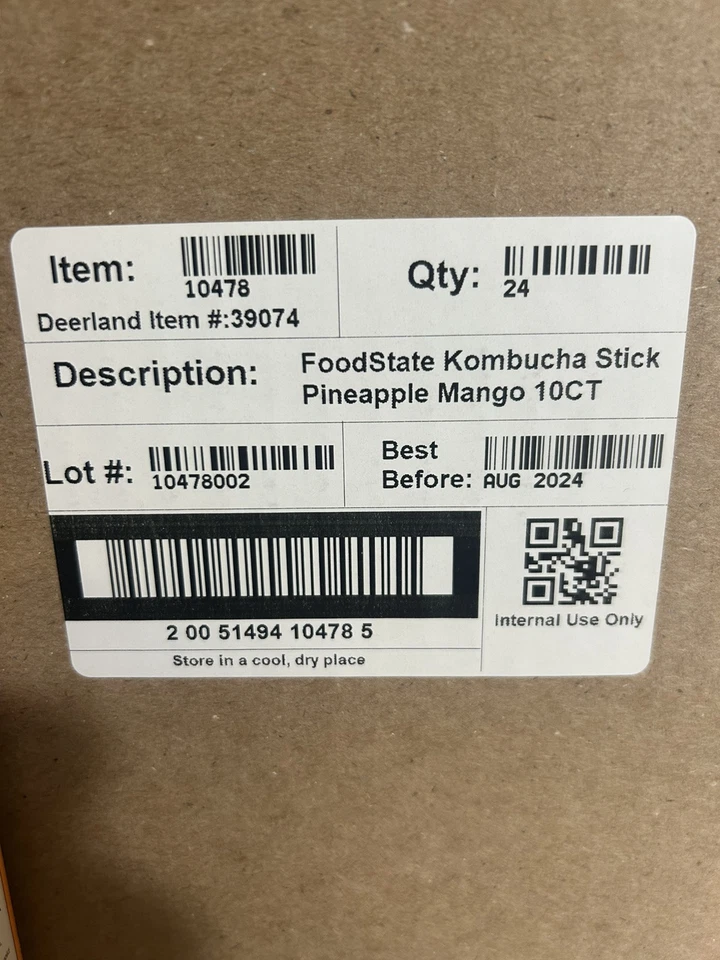 Item: 10478
Qty: 24
Deerland Item #:39074
Description: FoodState Kombucha Stick
Pineapple Mango 10CT
Lot #: 10478002
Best
Before: AUG 2024
2 00 51494 10478 5
Internal Use Only
Store in a cool, dry place